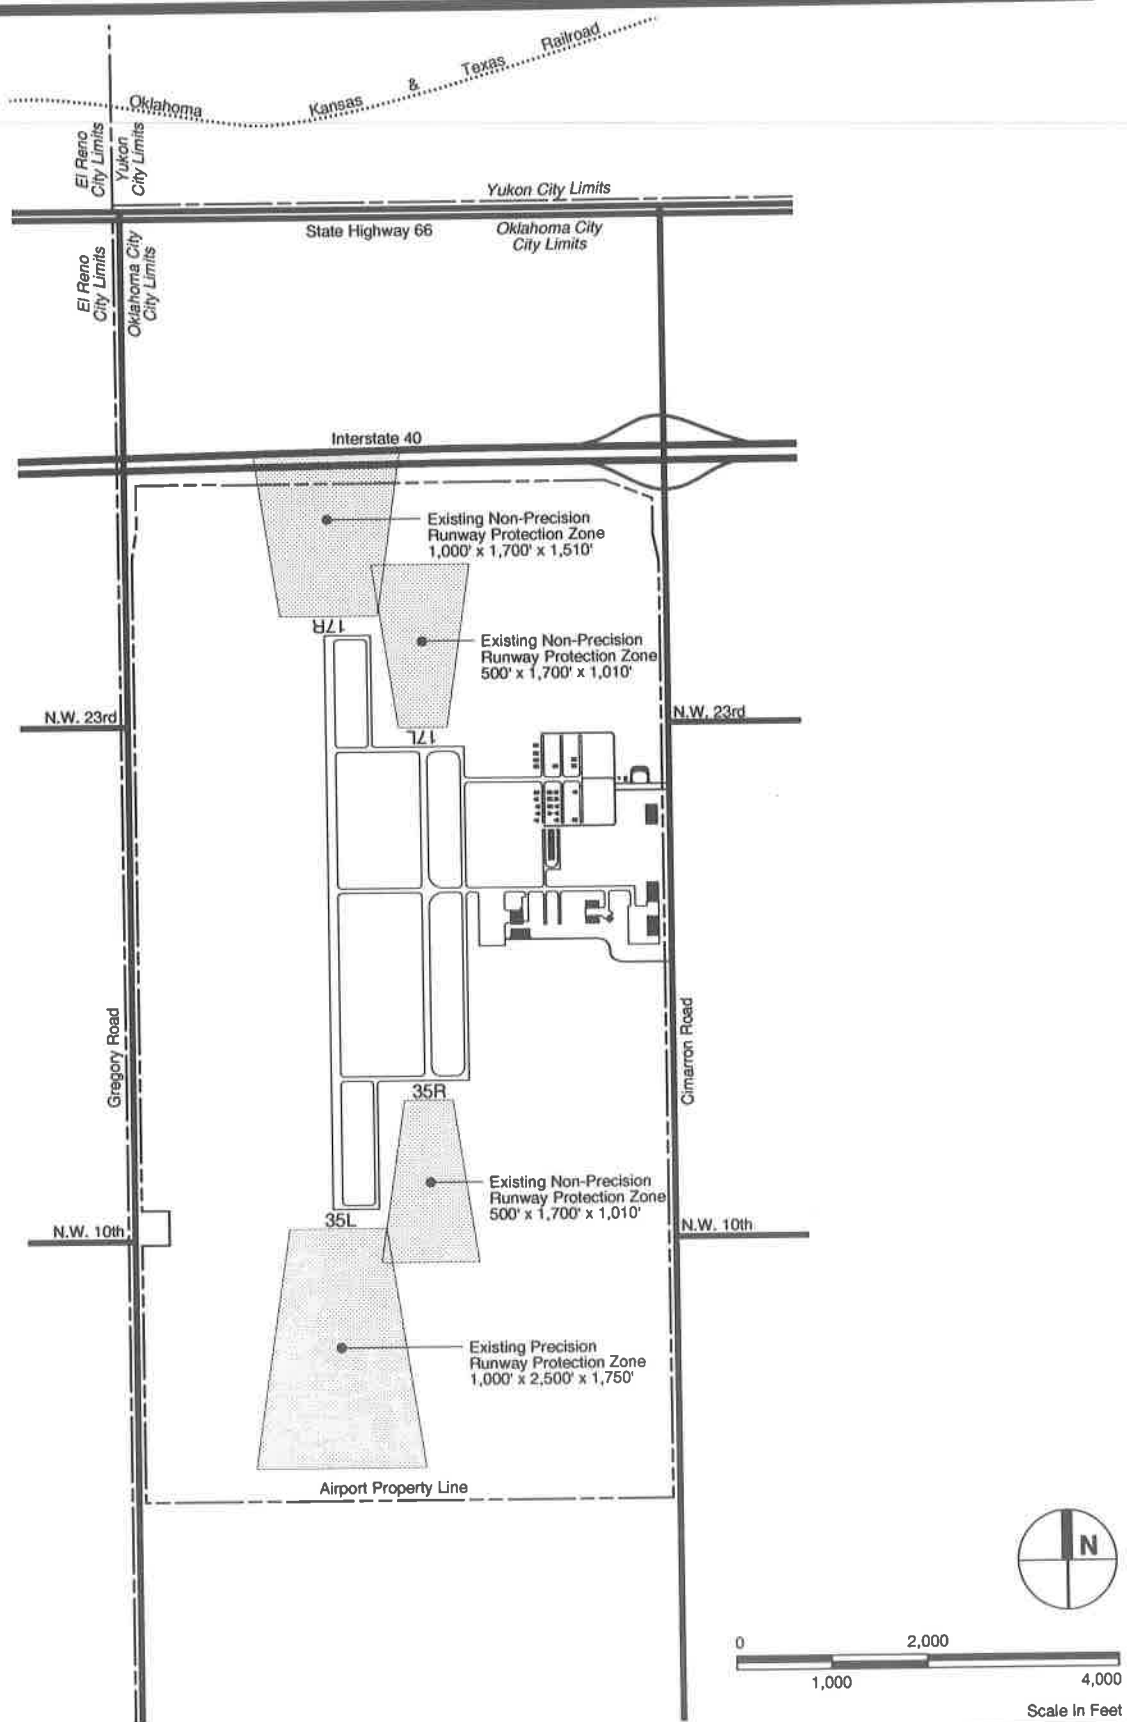 Oklahoma Kansas & Texas Railroad
El Reno
City Limits
Yukon
City Limits
Yukon City Limits
State Highway 66
Oklahoma City
City Limits
El Reno
City Limits
Oklahoma City
City Limits
Interstate 40
Existing Non-Precision
Runway Protection Zone
1,000' x 1,700' x 1,510'
17R
Existing Non-Precision
Runway Protection Zone
500' x 1,700' x 1,010'
N.W. 23rd
N.W. 23rd
17L
Gregory Road
Cimarron Road
35R
Existing Non-Precision
Runway Protection Zone
500' x 1,700' x 1,010'
35L
N.W. 10th
N.W. 10th
Existing Precision
Runway Protection Zone
1,000' x 2,500' x 1,750'
Airport Property Line
N
0
2,000
1,000
4,000
Scale in Feet